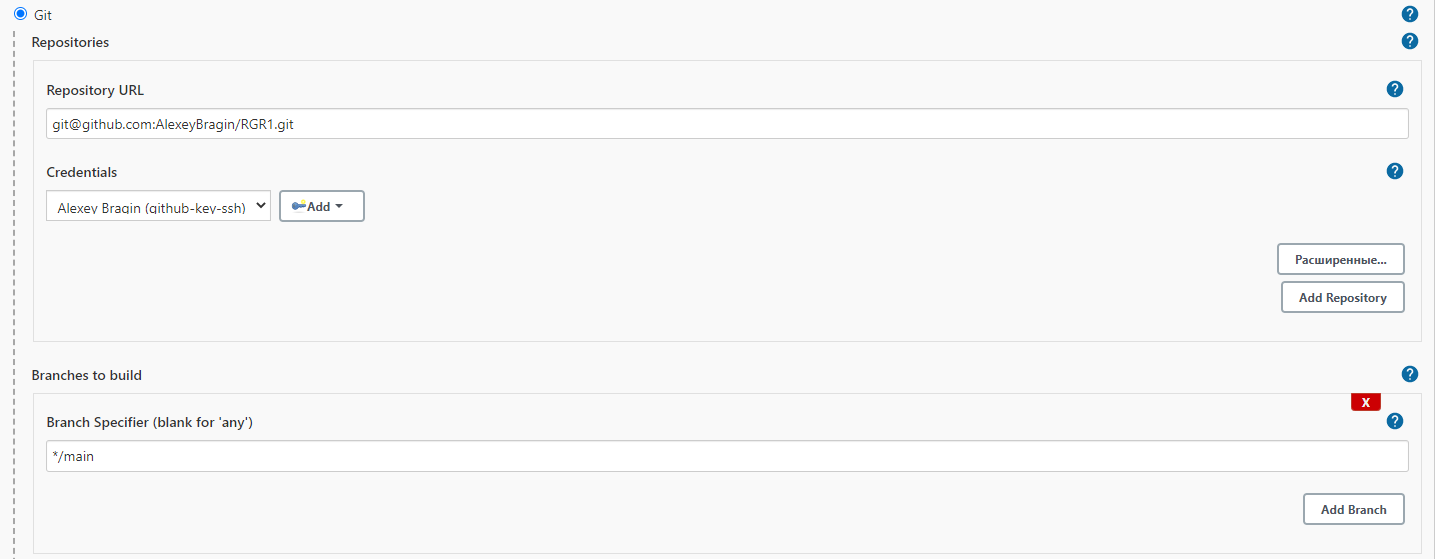 Git
Repositories
Repository URL
git@github.com:AlexeyBragin/RGR1.git
Credentials
Alexey Bragin (github-key-ssh)
Add
Расширенные...
Add Repository
Branches to build
X
Branch Specifier (blank for 'any')
*/main
Add Branch